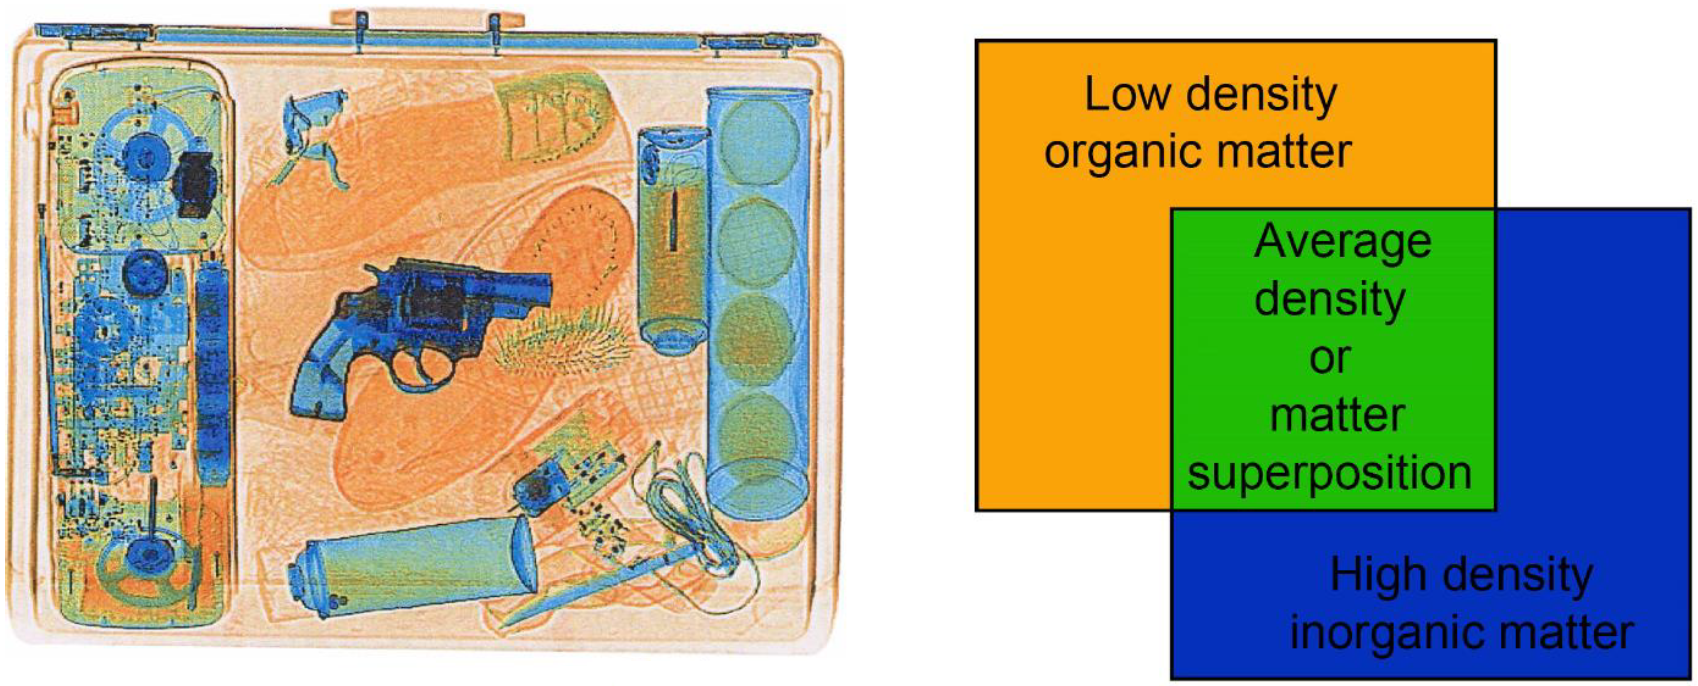 Low density
organic matter
Average
density
or
matter
superposition
High density
inorganic matter